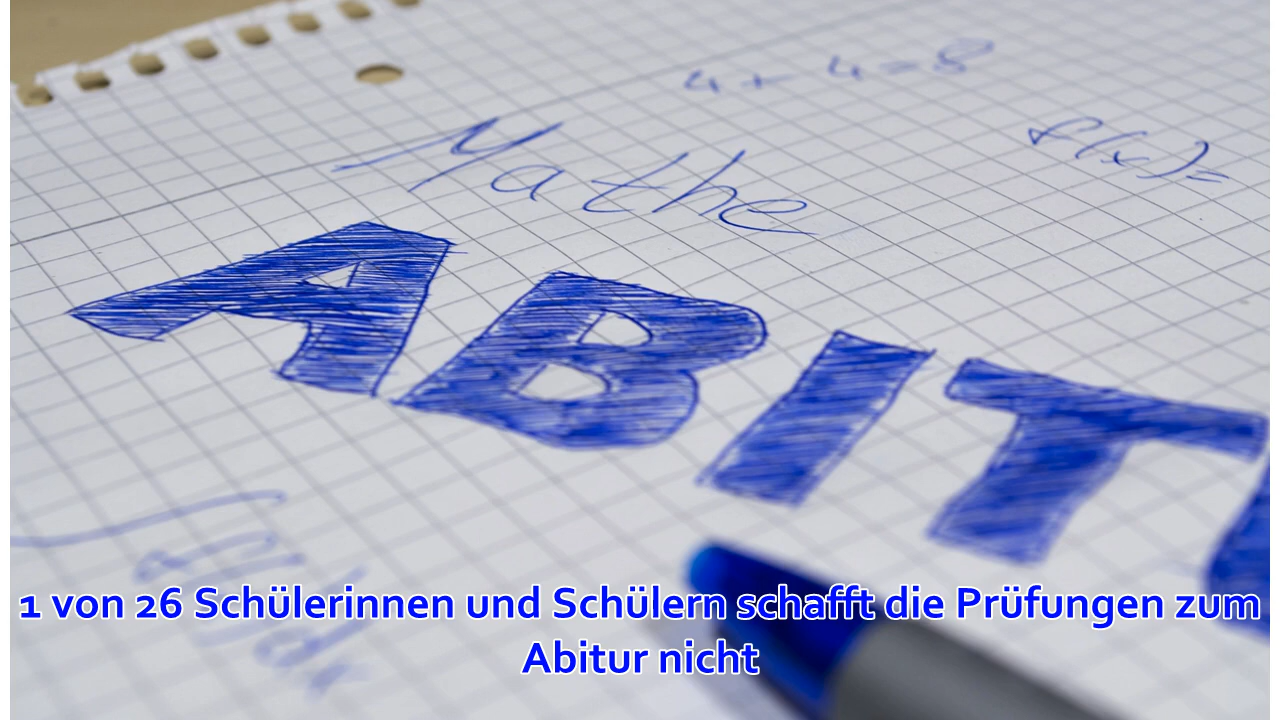 4 + 4 = 8
f(x) =
Mathe
ABIT
1 von 26 Schülerinnen und Schülern schafft die Prüfungen zum
Abitur nicht